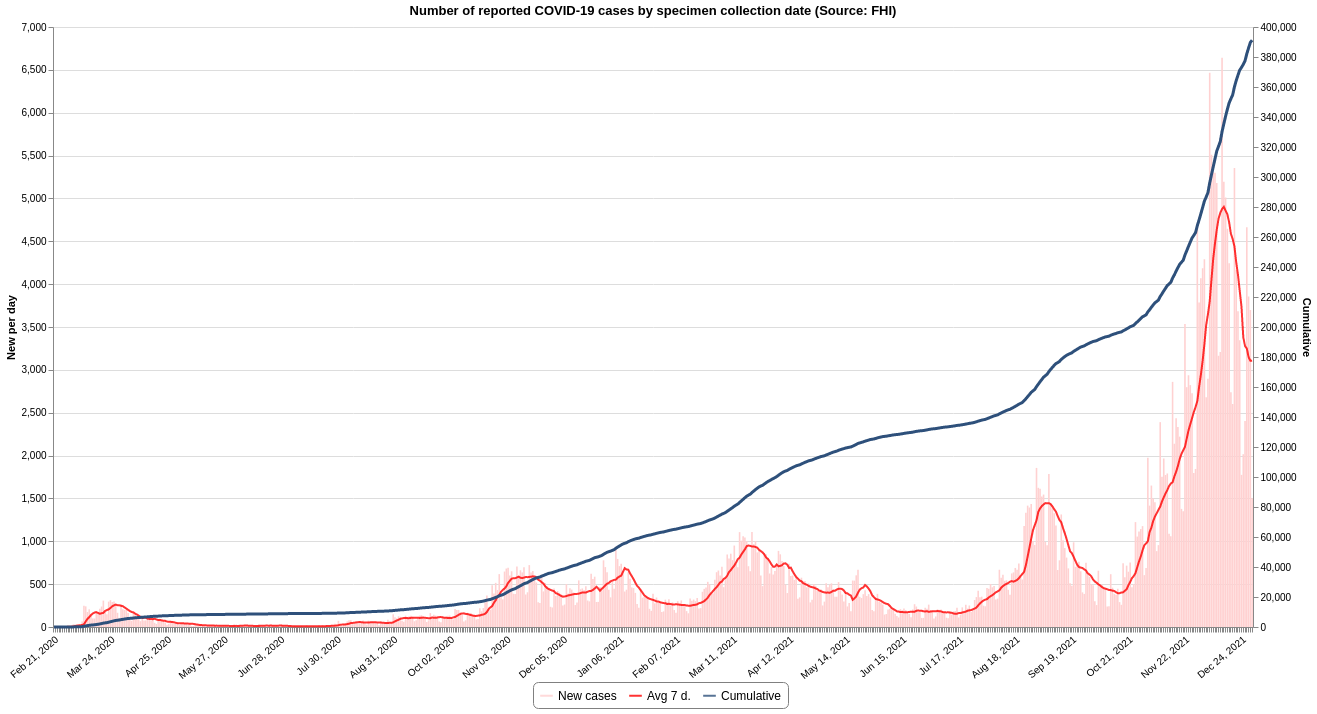 Number of reported COVID-19 cases by specimen collection date (Source: FHI)
7,000
6,500
6,000
5,500
5,000
4,500
4,000
3,500
3,000
2,500
2,000
1,500
1,000
500
0
New per day
400,000
380,000
360,000
340,000
320,000
300,000
280,000
260,000
240,000
220,000
200,000
180,000
160,000
140,000
120,000
100,000
80,000
60,000
40,000
20,000
0
Cumulative
Feb 21, 2020
Mar 24, 2020
Apr 25, 2020
May 27, 2020
Jun 28, 2020
Jul 30, 2020
Aug 31, 2020
Oct 02, 2020
Nov 03, 2020
Dec 05, 2020
Jan 06, 2021
Feb 07, 2021
Mar 11, 2021
Apr 12, 2021
May 14, 2021
Jun 15, 2021
Jul 17, 2021
Aug 18, 2021
Sep 19, 2021
Oct 21, 2021
Nov 22, 2021
Dec 24, 2021
New cases Avg 7 d. Cumulative